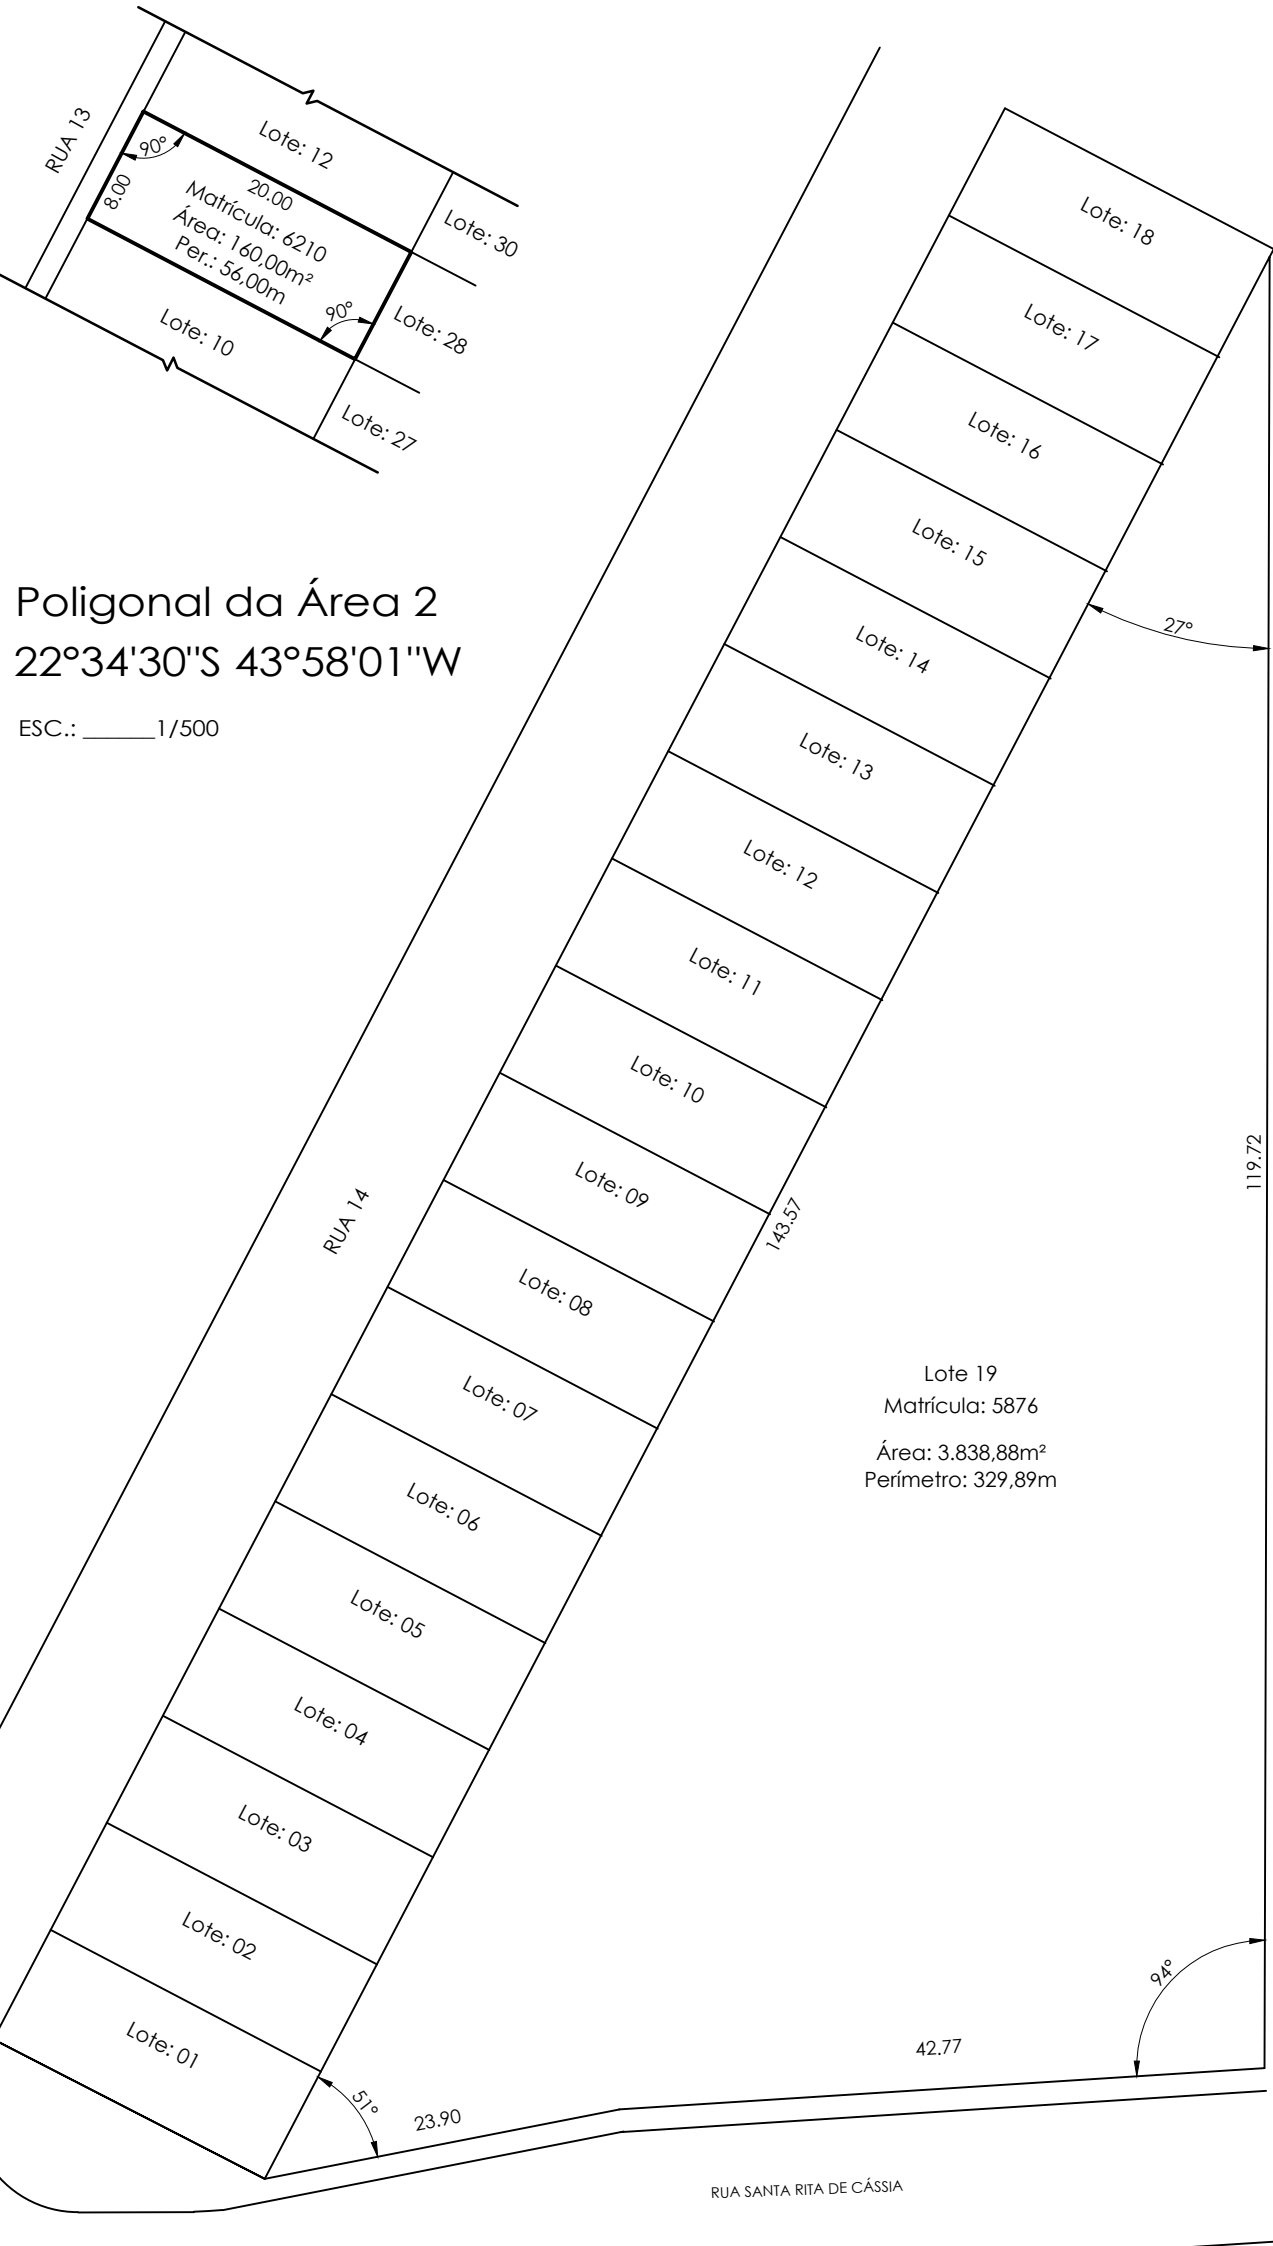 RUA 13
Lote: 12
90°
8.00
20.00
Matrícula: 6210
Área: 160,00m²
Per.: 56,00m
90°
Lote: 30
Lote: 28
Lote: 10
Lote: 27
Poligonal da Área 2
22°34'30"S 43°58'01"W
ESC.: ______1/500
Lote: 18
Lote: 17
Lote: 16
Lote: 15
Lote: 14
Lote: 13
Lote: 12
Lote: 11
Lote: 10
Lote: 09
Lote: 08
Lote: 07
Lote: 06
Lote: 05
Lote: 04
Lote: 03
Lote: 02
Lote: 01
RUA 14
27°
119.72
143.57
Lote 19
Matrícula: 5876
Área: 3.838,88m²
Perímetro: 329,89m
94°
42.77
51°
23.90
RUA SANTA RITA DE CÁSSIA